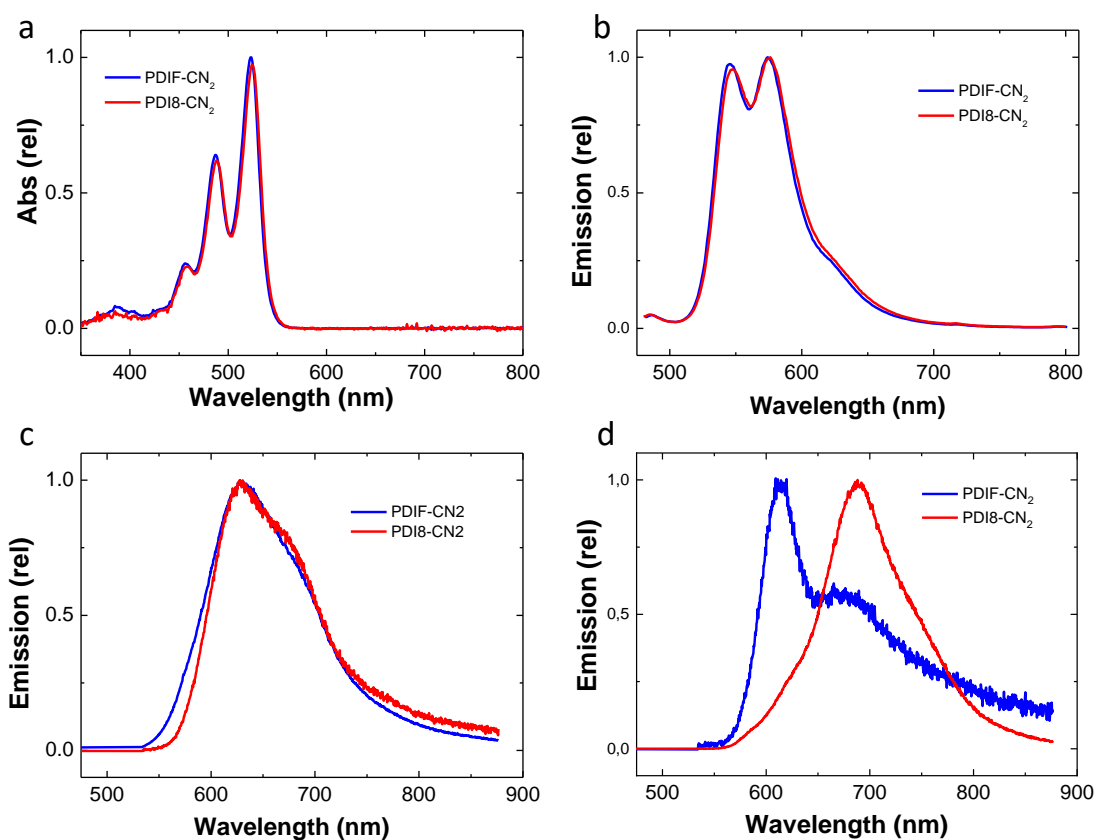 a
1.0
0.5
0.0
Abs (rel)
PDIF-CN₂
PDI8-CN₂
400 500 600 700 800
Wavelength (nm)
b
1.0
0.5
0.0
Emission (rel)
PDIF-CN₂
PDI8-CN₂
500 600 700 800
Wavelength (nm)
c
1.0
0.5
0.0
Emission (rel)
PDIF-CN2
PDI8-CN2
500 600 700 800 900
Wavelength (nm)
d
1,0
0,5
0,0
Emission (rel)
PDIF-CN₂
PDI8-CN₂
500 600 700 800 900
Wavelength (nm)